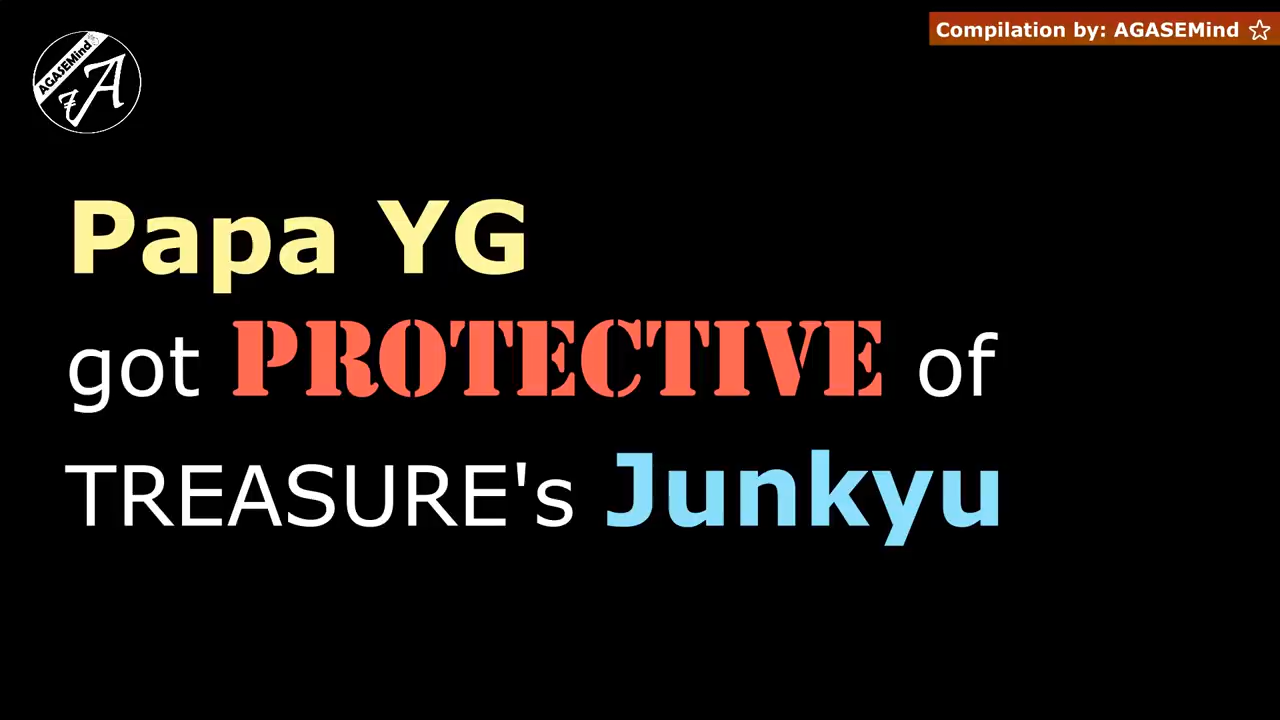 Compilation by: AGASEMind ☆
AGASEMind
A
Papa YG
got PROTECTIVE of
TREASURE's Junkyu